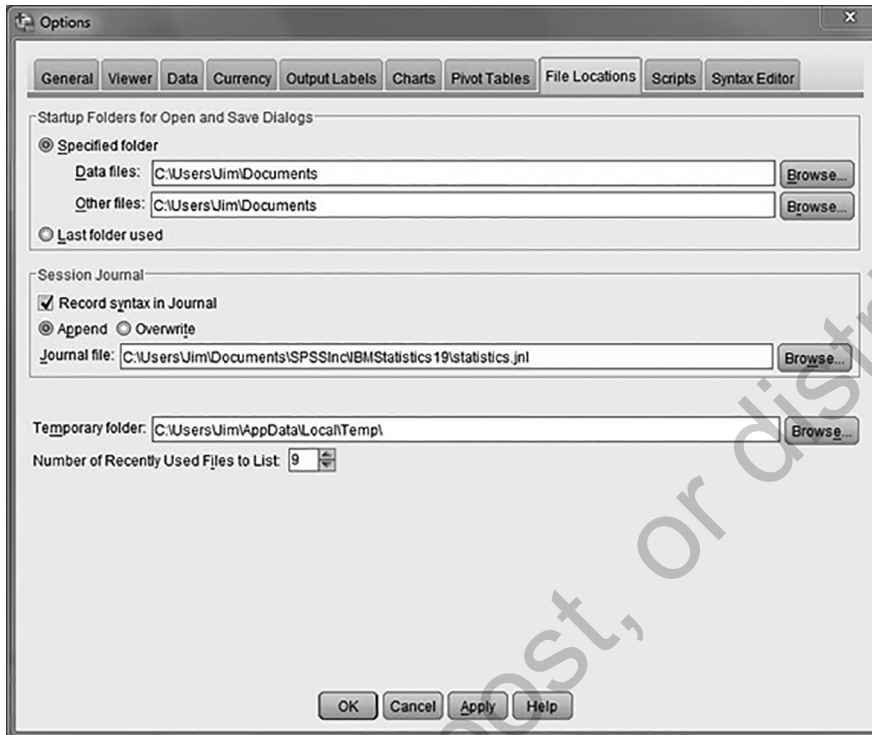 Options
General Viewer Data Currency Output Labels Charts Pivot Tables File Locations Scripts Syntax Editor
Startup Folders for Open and Save Dialogs
Specified folder
Data files: C:\Users\Jim\Documents Browse...
Other files: C:\Users\Jim\Documents Browse...
Last folder used
Session Journal
Record syntax in Journal
Append Overwrite
Journal file: C:\Users\Jim\Documents\SPSSInc\IBMStatistics19\statistics.jnl Browse...
Temporary folder: C:\Users\Jim\AppData\Local\Temp\ Browse...
Number of Recently Used Files to List: 9
OK Cancel Apply Help
post, or distri